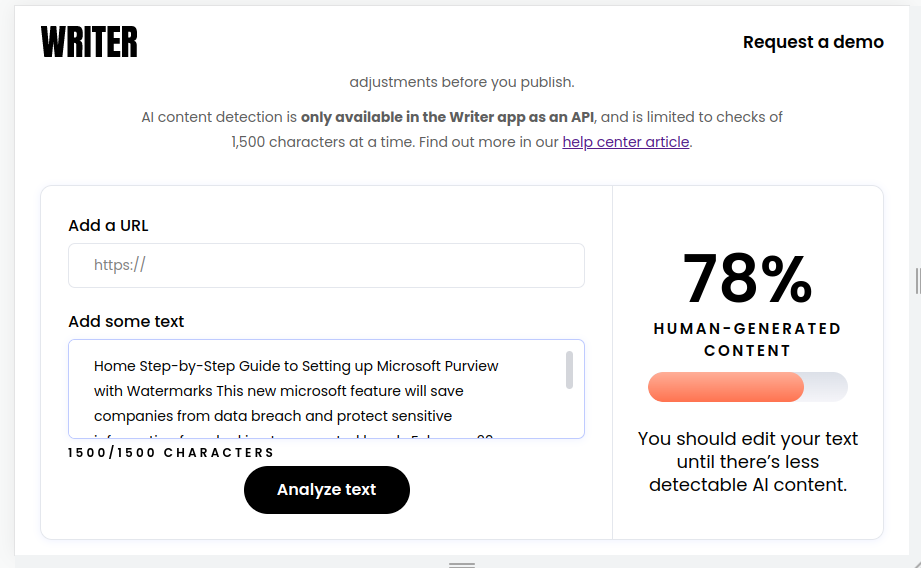 WRITER
Request a demo
adjustments before you publish.
AI content detection is only available in the Writer app as an API, and is limited to checks of
1,500 characters at a time. Find out more in our help center article.
Add a URL
https://
Add some text
Home Step-by-Step Guide to Setting up Microsoft Purview
with Watermarks This new microsoft feature will save
companies from data breach and protect sensitive
1500/1500 CHARACTERS
Analyze text
78%
HUMAN-GENERATED
CONTENT
You should edit your text
until there's less
detectable AI content.